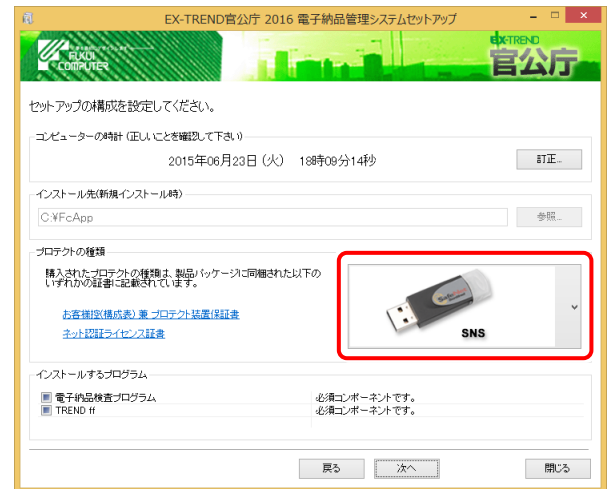 EX-TREND官公庁 2016 電子納品管理システムセットアップ
FUKUI
COMPUTER
EX-TREND
官公庁
セットアップの構成を設定してください。
コンピューターの時計 (正しいことを確認して下さい)
2015年06月23日 (火) 18時09分14秒
訂正...
インストール先(新規インストール時)
C:¥FcApp
参照...
プロテクトの種類
購入されたプロテクトの種類は、製品パッケージに同梱された以下の
いずれかの証書に記載されています。
お客様控(構成表) 兼 プロテクト装置保証書
ネット認証ライセンス証書
SNS
インストールするプログラム
電子納品検査プログラム 必須コンポーネントです。
TREND ff 必須コンポーネントです。
戻る 次へ 閉じる